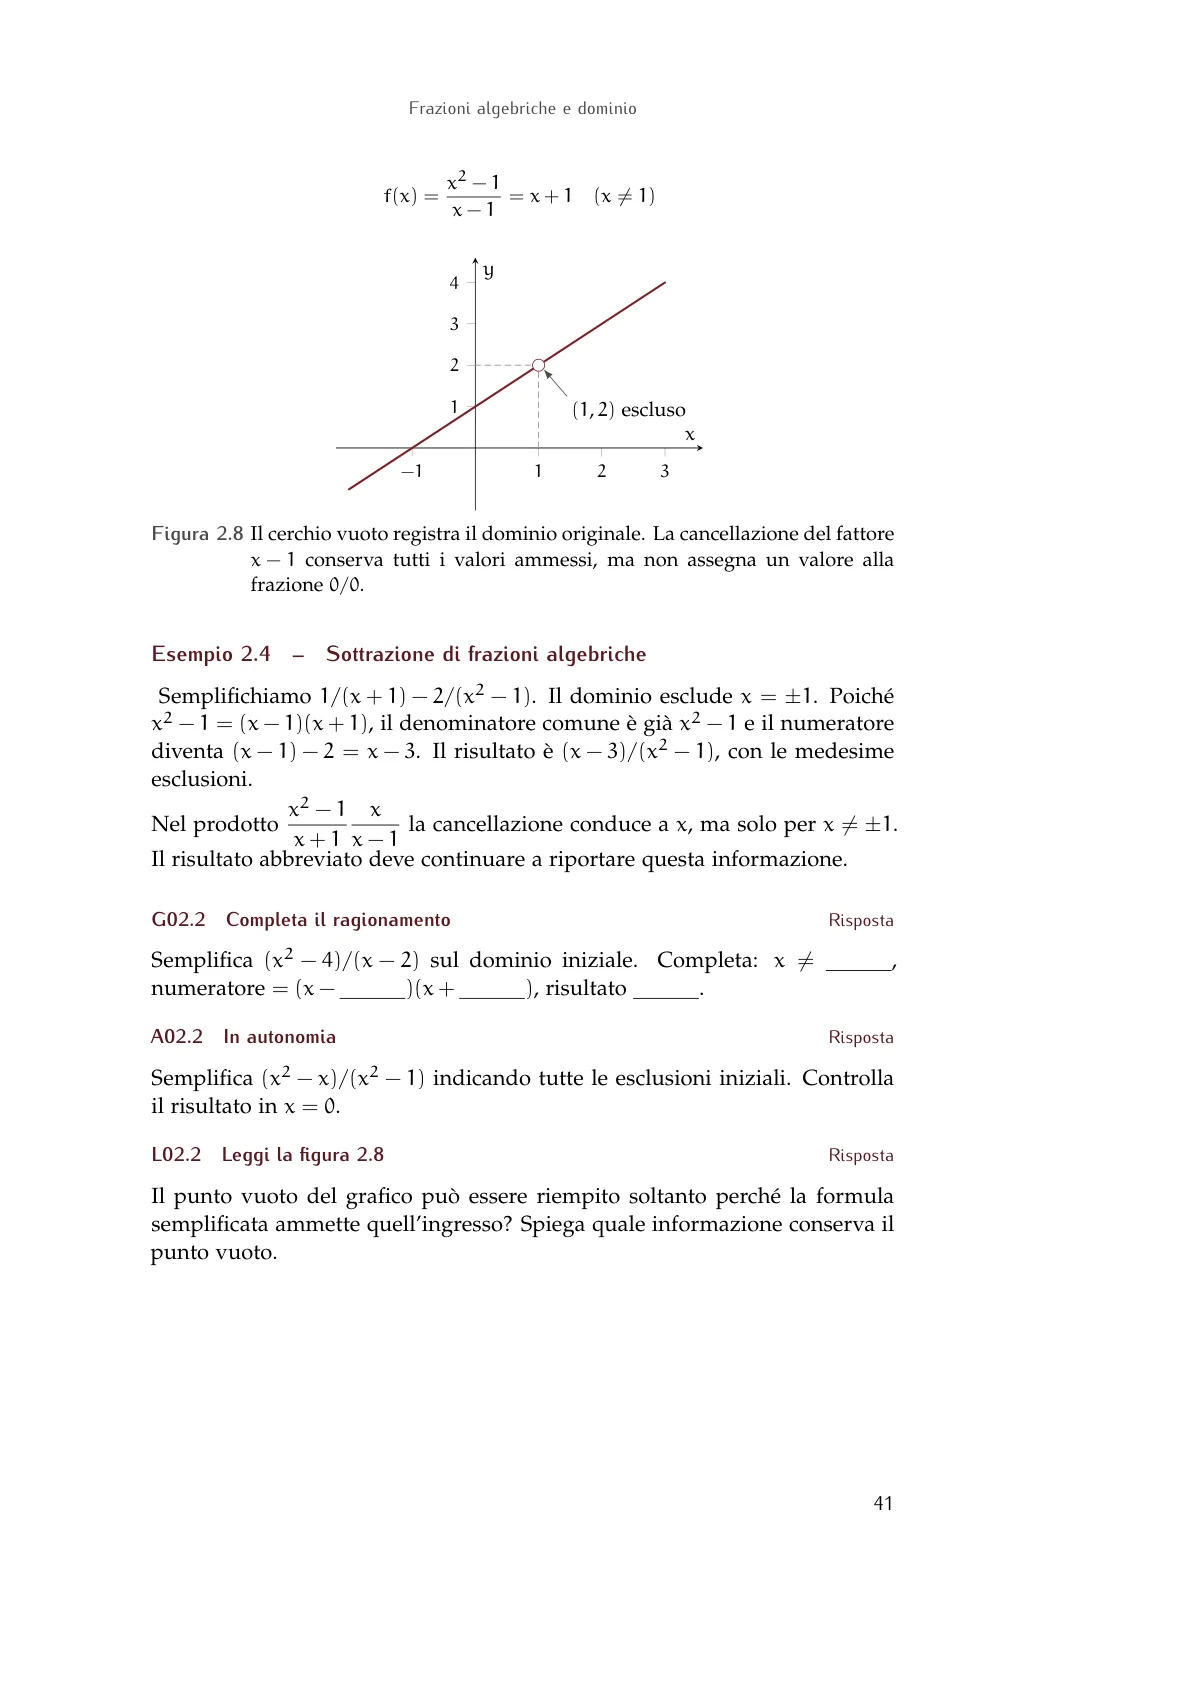 Frazioni algebriche e dominio
f(x) = (x² − 1)/(x − 1) = x + 1 (x ≠ 1)
y
4
3
2
1
(1, 2) escluso
x
−1 1 2 3
Figura 2.8 Il cerchio vuoto registra il dominio originale. La cancellazione del fattore
x − 1 conserva tutti i valori ammessi, ma non assegna un valore alla
frazione 0/0.
Esempio 2.4 – Sottrazione di frazioni algebriche
Semplifichiamo 1/(x + 1) − 2/(x² − 1). Il dominio esclude x = ±1. Poiché
x² − 1 = (x − 1)(x + 1), il denominatore comune è già x² − 1 e il numeratore
diventa (x − 1) − 2 = x − 3. Il risultato è (x − 3)/(x² − 1), con le medesime
esclusioni.
Nel prodotto (x² − 1)/(x + 1) x/(x − 1) la cancellazione conduce a x, ma solo per x ≠ ±1.
Il risultato abbreviato deve continuare a riportare questa informazione.
G02.2 Completa il ragionamento Risposta
Semplifica (x² − 4)/(x − 2) sul dominio iniziale. Completa: x ≠ ______,
numeratore = (x − ______)(x + ______), risultato ______.
A02.2 In autonomia Risposta
Semplifica (x² − x)/(x² − 1) indicando tutte le esclusioni iniziali. Controlla
il risultato in x = 0.
L02.2 Leggi la figura 2.8 Risposta
Il punto vuoto del grafico può essere riempito soltanto perché la formula
semplificata ammette quell'ingresso? Spiega quale informazione conserva il
punto vuoto.
41